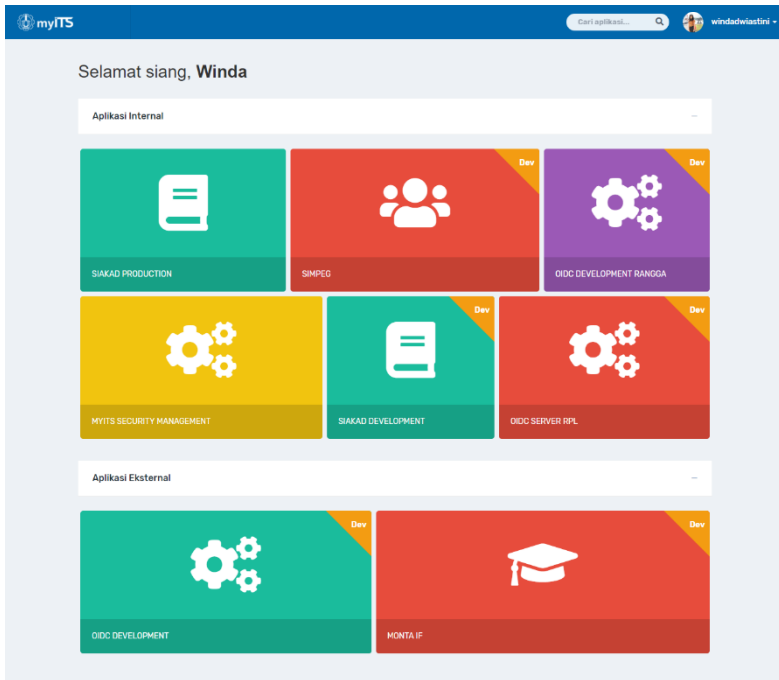 myITS
Cari aplikasi...
windadwiastini
Selamat siang, Winda
Aplikasi Internal
SIAKAD PRODUCTION
Dev
SIMPEG
Dev
OIDC DEVELOPMENT RANGGA
MYITS SECURITY MANAGEMENT
Dev
SIAKAD DEVELOPMENT
Dev
OIDC SERVER RPL
Aplikasi Eksternal
Dev
OIDC DEVELOPMENT
Dev
MONTA IF